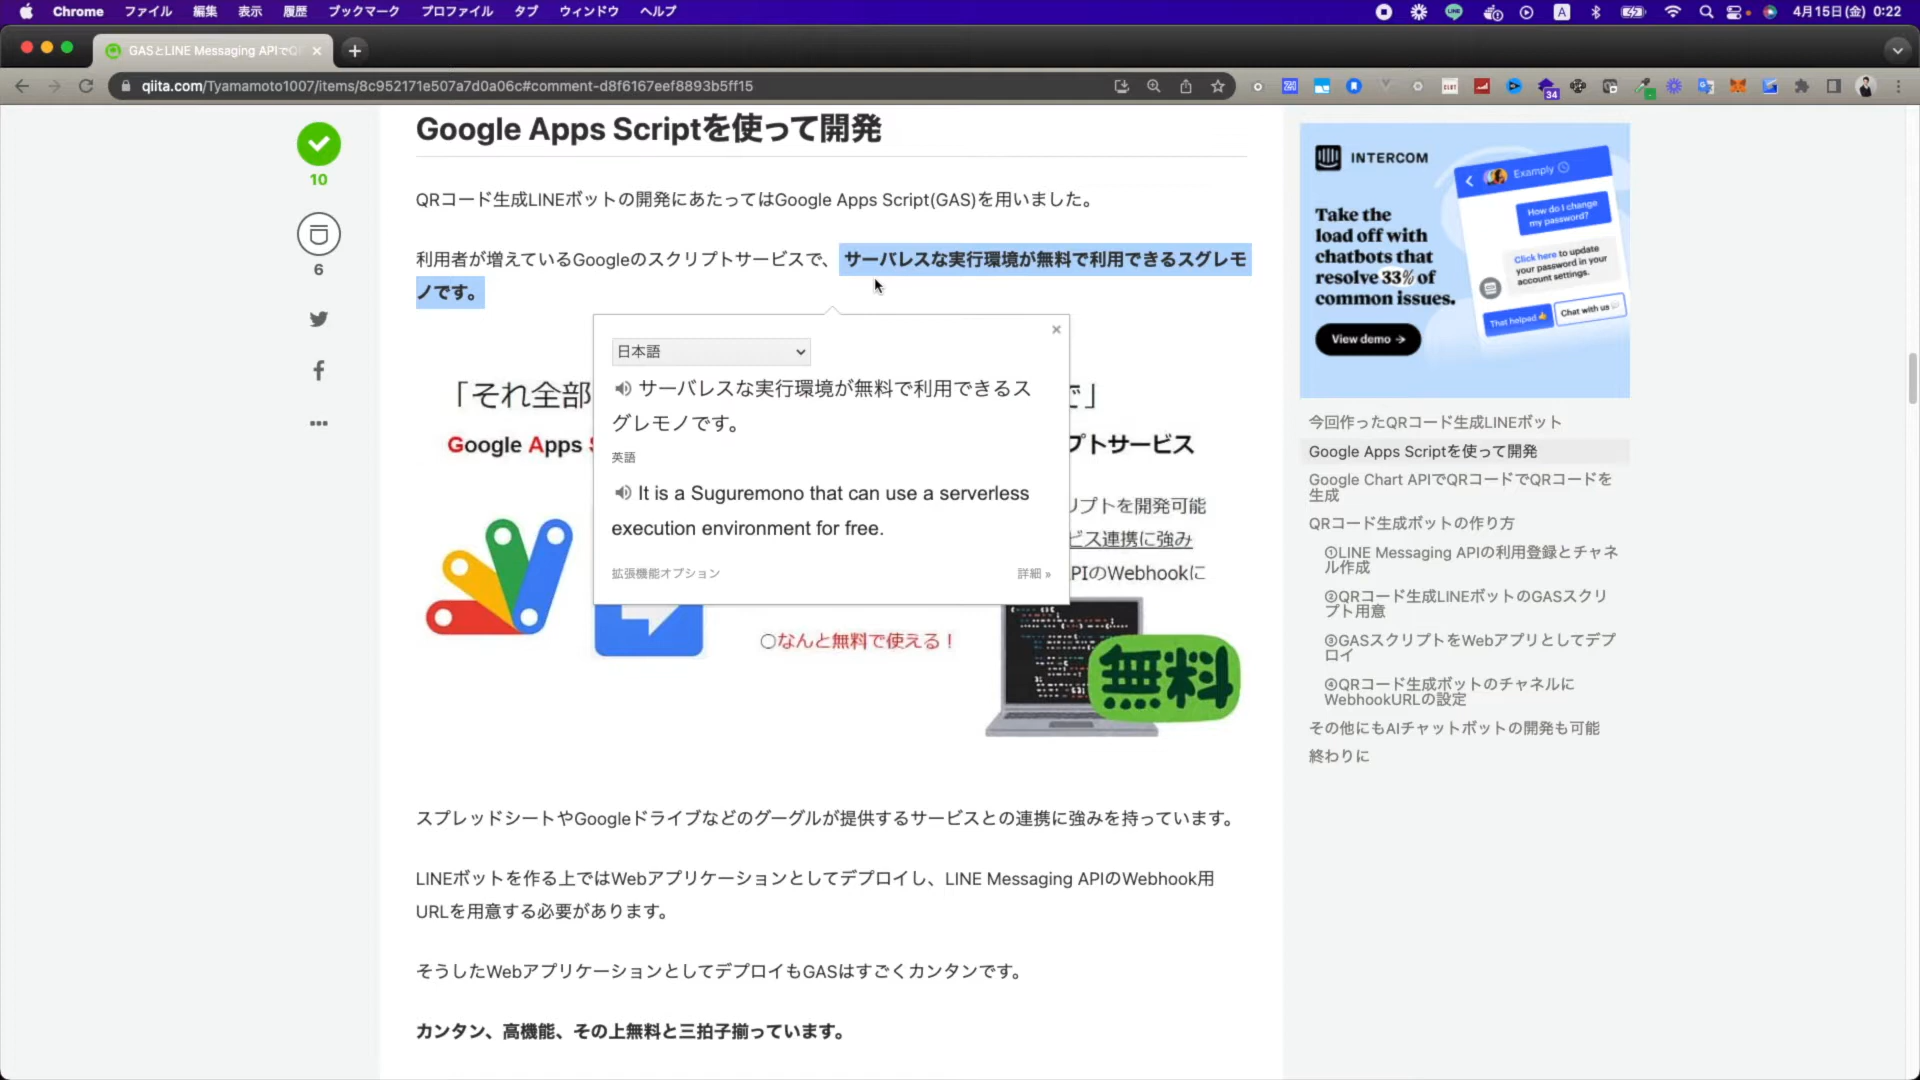 Chrome ファイル 編集 表示 履歴 ブックマーク プロファイル タブ ウィンドウ ヘルプ
4月15日(金) 0:22
GASとLINE Messaging APIでQ
qiita.com/Tyamamoto1007/items/8c952171e507a7d0a06c#comment-d8f6167eef8893b5ff15
34
10
6
Google Apps Scriptを使って開発
QRコード生成LINEボットの開発にあたってはGoogle Apps Script(GAS)を用いました。
利用者が増えているGoogleのスクリプトサービスで、サーバレスな実行環境が無料で利用できるスグレモ
ノです。
日本語
サーバレスな実行環境が無料で利用できるス
グレモノです。
英語
It is a Suguremono that can use a serverless
execution environment for free.
拡張機能オプション
詳細 »
「それ全部
で」
Google Apps
プトサービス
リプトを開発可能
ビス連携に強み
PIのWebhookに
○なんと無料で使える!
無料
スプレッドシートやGoogleドライブなどのグーグルが提供するサービスとの連携に強みを持っています。
LINEボットを作る上ではWebアプリケーションとしてデプロイし、LINE Messaging APIのWebhook用
URLを用意する必要があります。
そうしたWebアプリケーションとしてデプロイもGASはすごくカンタンです。
カンタン、高機能、その上無料と三拍子揃っています。
INTERCOM
Take the
load off with
chatbots that
resolve 33% of
common issues.
View demo →
Examply
How do I change
my password?
Click here to update
your password in your
account settings.
That helped 👍
Chat with us
今回作ったQRコード生成LINEボット
Google Apps Scriptを使って開発
Google Chart APIでQRコードでQRコードを
生成
QRコード生成ボットの作り方
①LINE Messaging APIの利用登録とチャネ
ル作成
②QRコード生成LINEボットのGASスクリ
プト用意
③GASスクリプトをWebアプリとしてデプ
ロイ
④QRコード生成ボットのチャネルに
WebhookURLの設定
その他にもAIチャットボットの開発も可能
終わりに